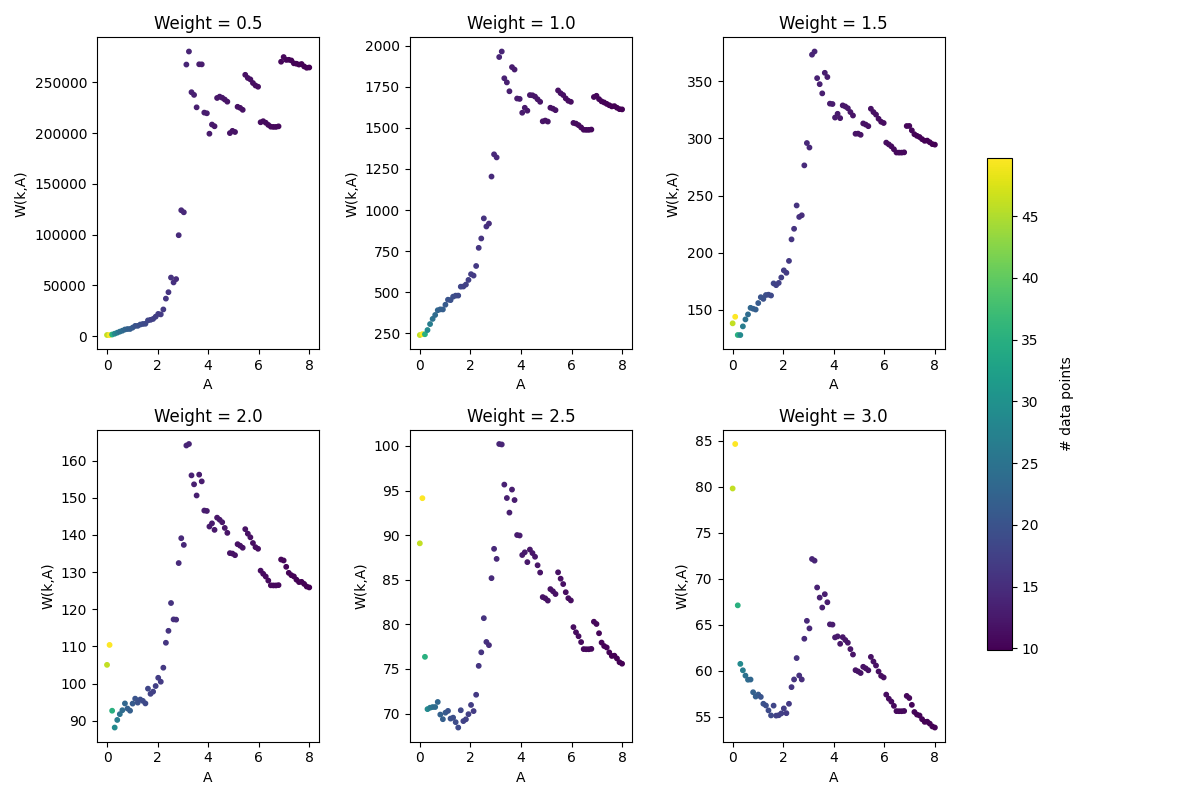 Weight = 0.5
250000
200000
150000
100000
50000
0
W(k,A)
0 2 4 6 8
A
Weight = 1.0
2000
1750
1500
1250
1000
750
500
250
W(k,A)
0 2 4 6 8
A
Weight = 1.5
350
300
250
200
150
W(k,A)
0 2 4 6 8
A
Weight = 2.0
160
150
140
130
120
110
100
90
W(k,A)
0 2 4 6 8
A
Weight = 2.5
100
95
90
85
80
75
70
W(k,A)
0 2 4 6 8
A
Weight = 3.0
85
80
75
70
65
60
55
W(k,A)
0 2 4 6 8
A
45
40
35
30
25
20
15
10
# data points